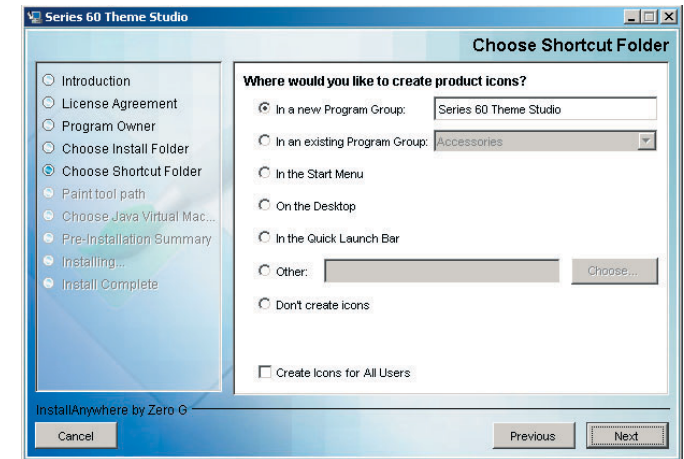 Series 60 Theme Studio
Choose Shortcut Folder
Introduction
License Agreement
Program Owner
Choose Install Folder
Choose Shortcut Folder
Paint tool path
Choose Java Virtual Mac...
Pre-Installation Summary
Installing...
Install Complete
Where would you like to create product icons?
In a new Program Group: Series 60 Theme Studio
In an existing Program Group: Accessories
In the Start Menu
On the Desktop
In the Quick Launch Bar
Other: Choose...
Don't create icons
Create Icons for All Users
InstallAnywhere by Zero G
Cancel Previous Next